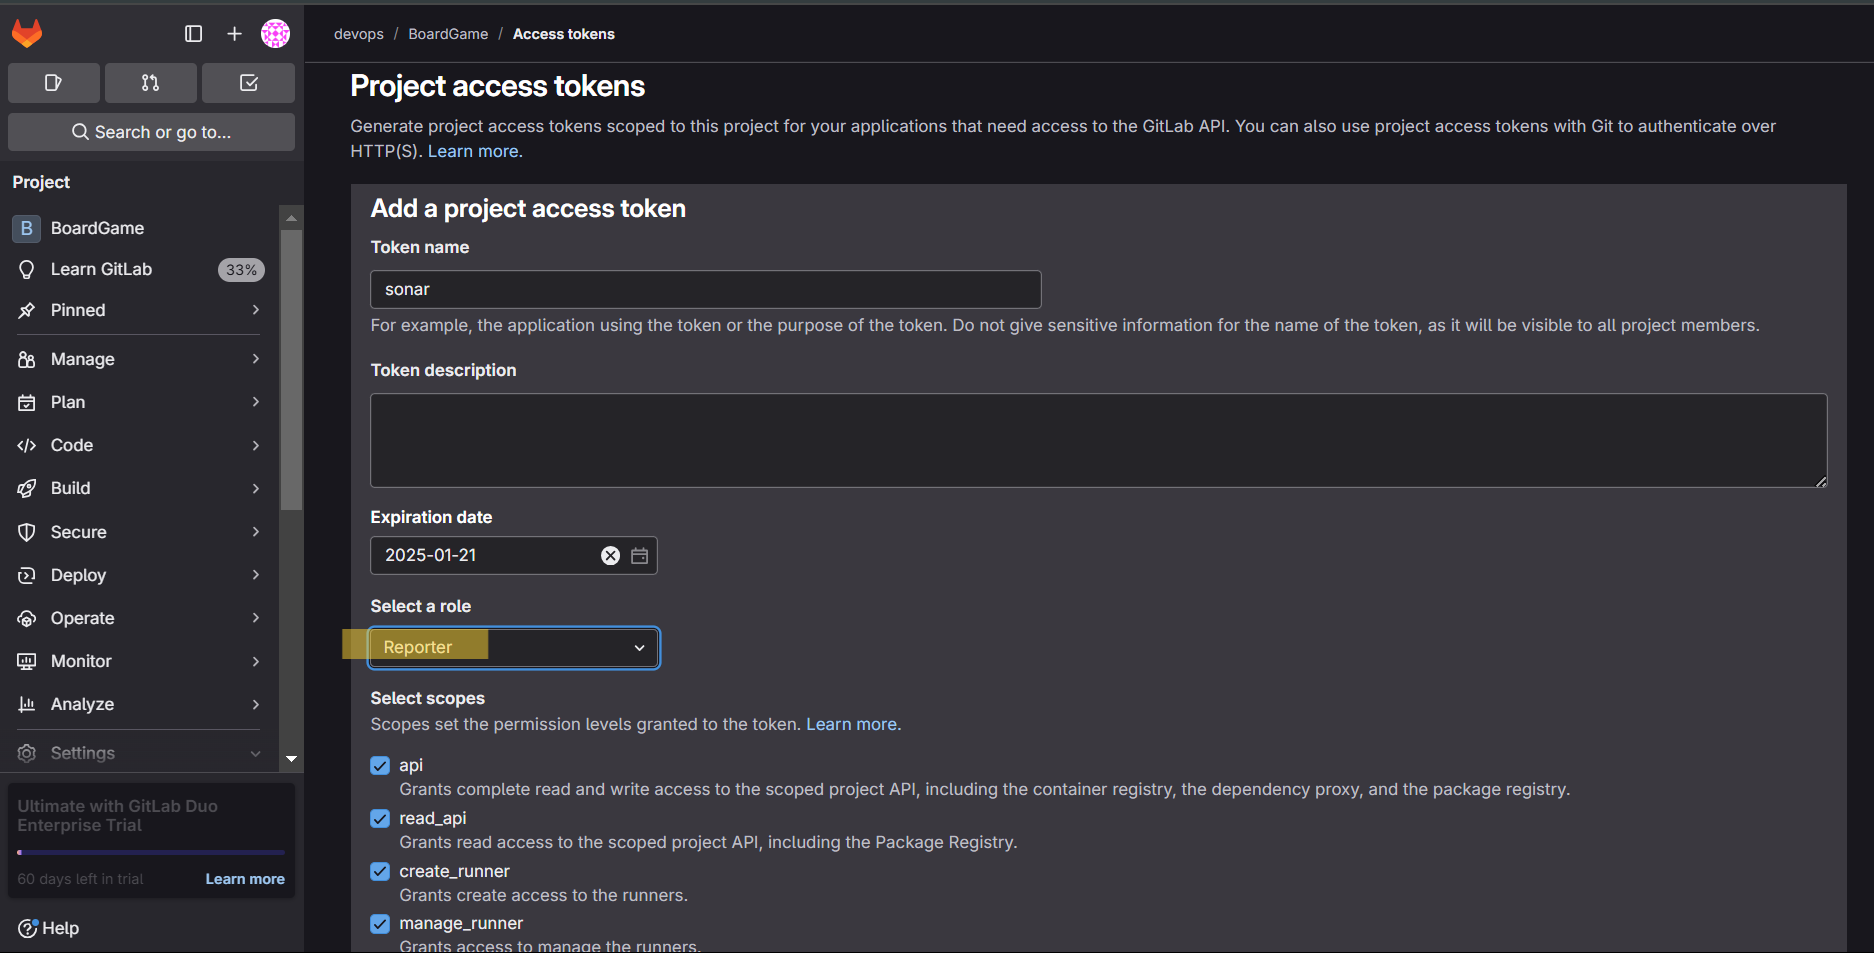 devops / BoardGame / Access tokens
Search or go to...
Project
B BoardGame
Learn GitLab 33%
Pinned
Manage
Plan
Code
Build
Secure
Deploy
Operate
Monitor
Analyze
Settings
Ultimate with GitLab Duo
Enterprise Trial
60 days left in trial Learn more
Help
Project access tokens
Generate project access tokens scoped to this project for your applications that need access to the GitLab API. You can also use project access tokens with Git to authenticate over
HTTP(S). Learn more.
Add a project access token
Token name
sonar
For example, the application using the token or the purpose of the token. Do not give sensitive information for the name of the token, as it will be visible to all project members.
Token description
Expiration date
2025-01-21
Select a role
Reporter
Select scopes
Scopes set the permission levels granted to the token. Learn more.
api
Grants complete read and write access to the scoped project API, including the container registry, the dependency proxy, and the package registry.
read_api
Grants read access to the scoped project API, including the Package Registry.
create_runner
Grants create access to the runners.
manage_runner
Grants access to manage the runners.